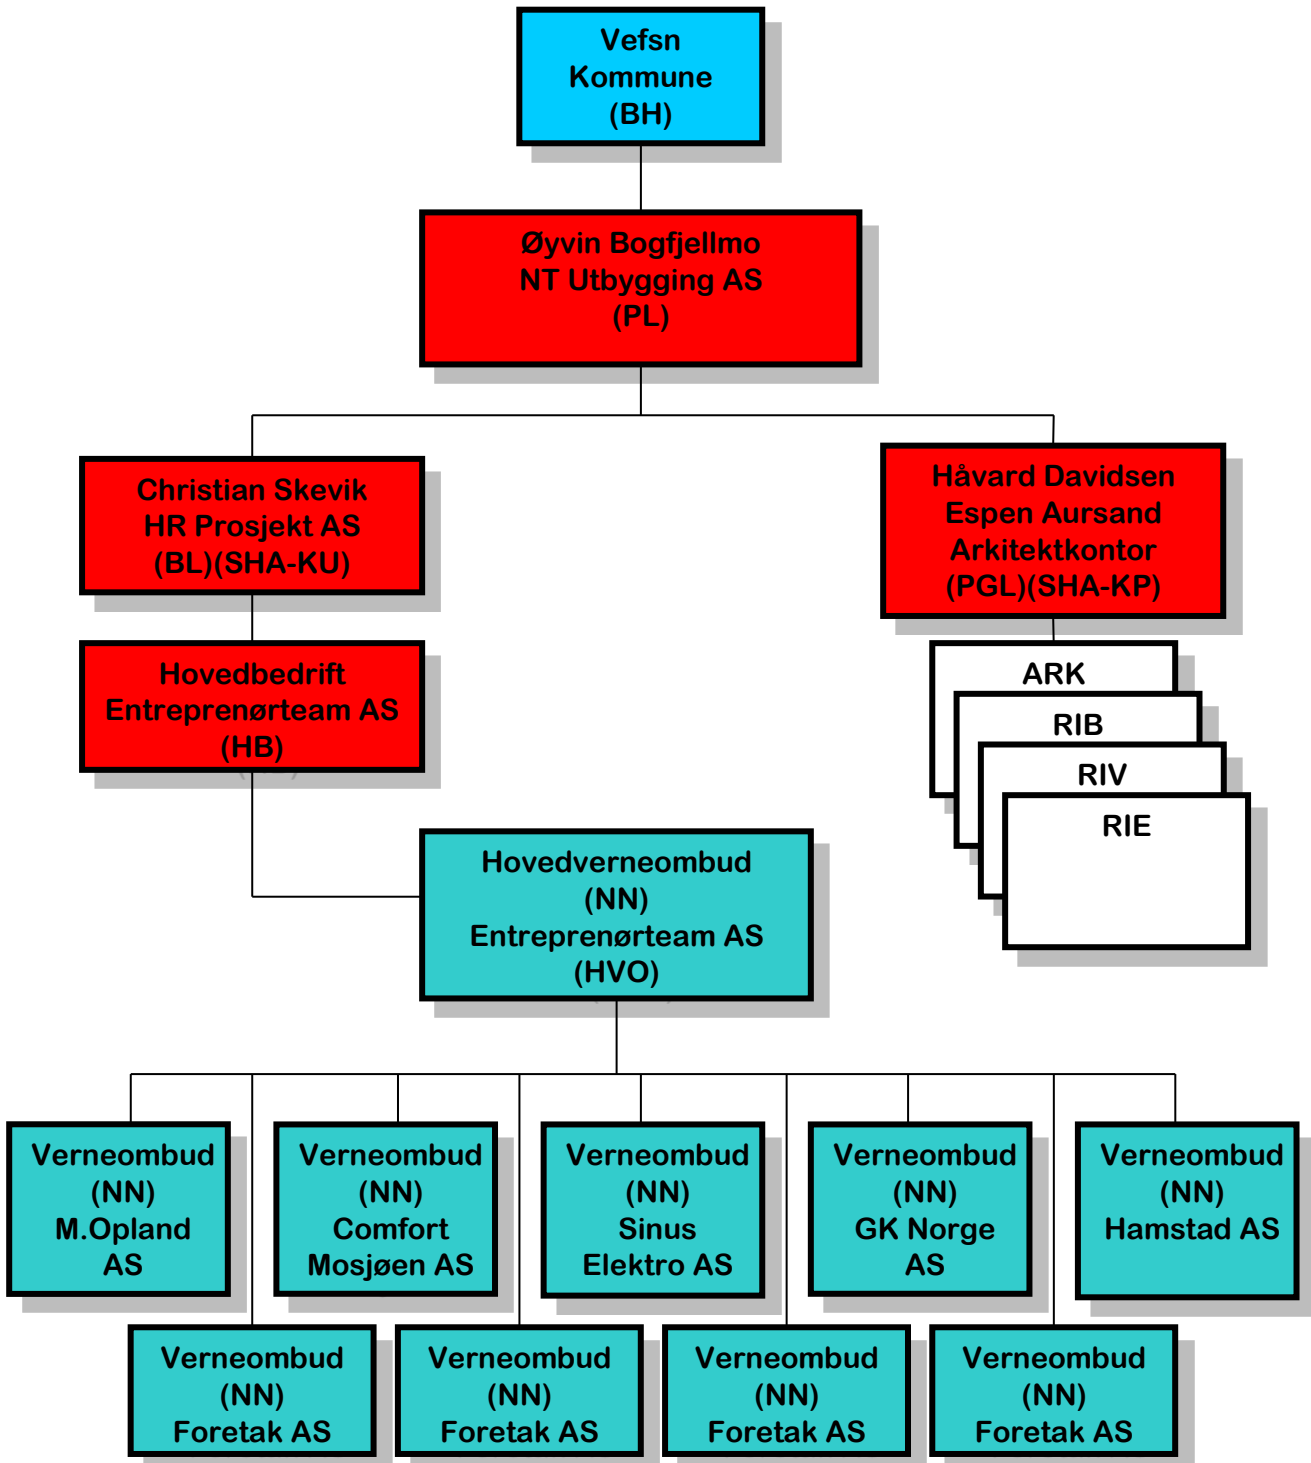 Vefsn
Kommune
(BH)
Øyvin Bogfjellmo
NT Utbygging AS
(PL)
Christian Skevik
HR Prosjekt AS
(BL)(SHA-KU)
Håvard Davidsen
Espen Aursand
Arkitektkontor
(PGL)(SHA-KP)
Hovedbedrift
Entreprenørteam AS
(HB)
ARK
RIB
RIV
RIE
Hovedverneombud
(NN)
Entreprenørteam AS
(HVO)
Verneombud
(NN)
M.Opland
AS
Verneombud
(NN)
Comfort
Mosjøen AS
Verneombud
(NN)
Sinus
Elektro AS
Verneombud
(NN)
GK Norge
AS
Verneombud
(NN)
Hamstad AS
Verneombud
(NN)
Foretak AS
Verneombud
(NN)
Foretak AS
Verneombud
(NN)
Foretak AS
Verneombud
(NN)
Foretak AS